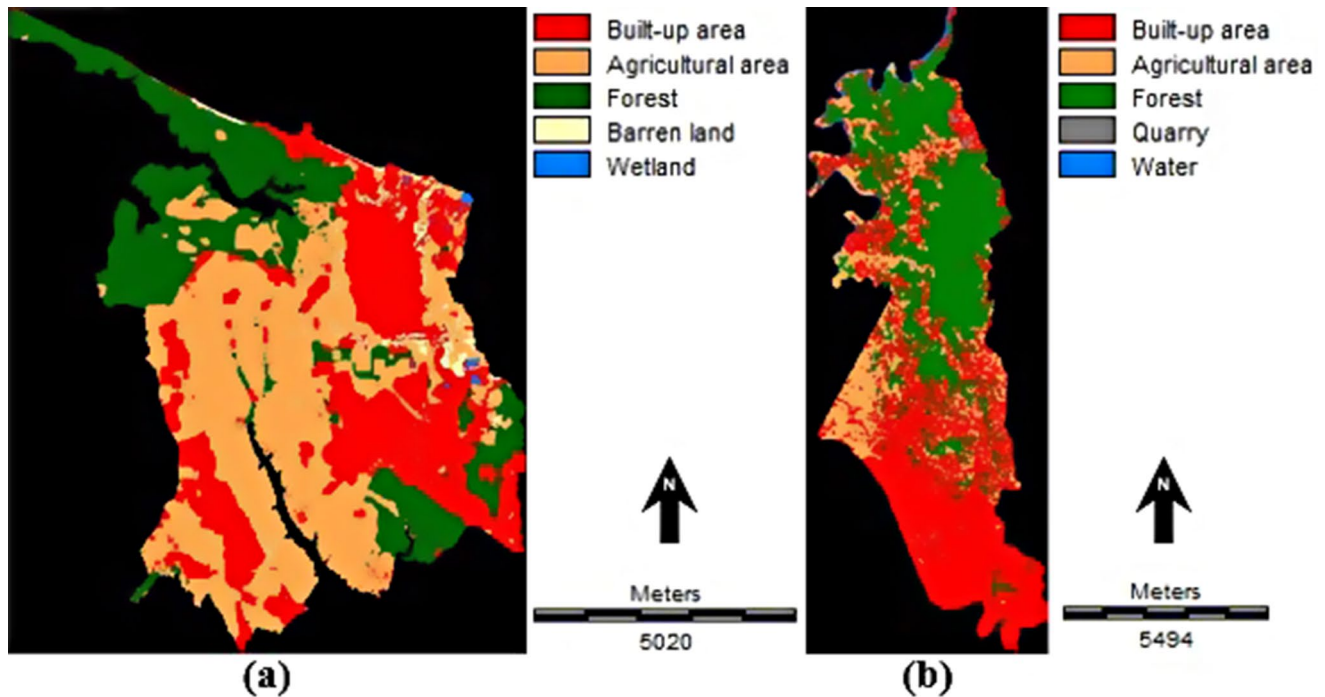 Built-up area
Agricultural area
Forest
Barren land
Wetland
N
Meters
5020
(a)
Built-up area
Agricultural area
Forest
Quarry
Water
N
Meters
5494
(b)